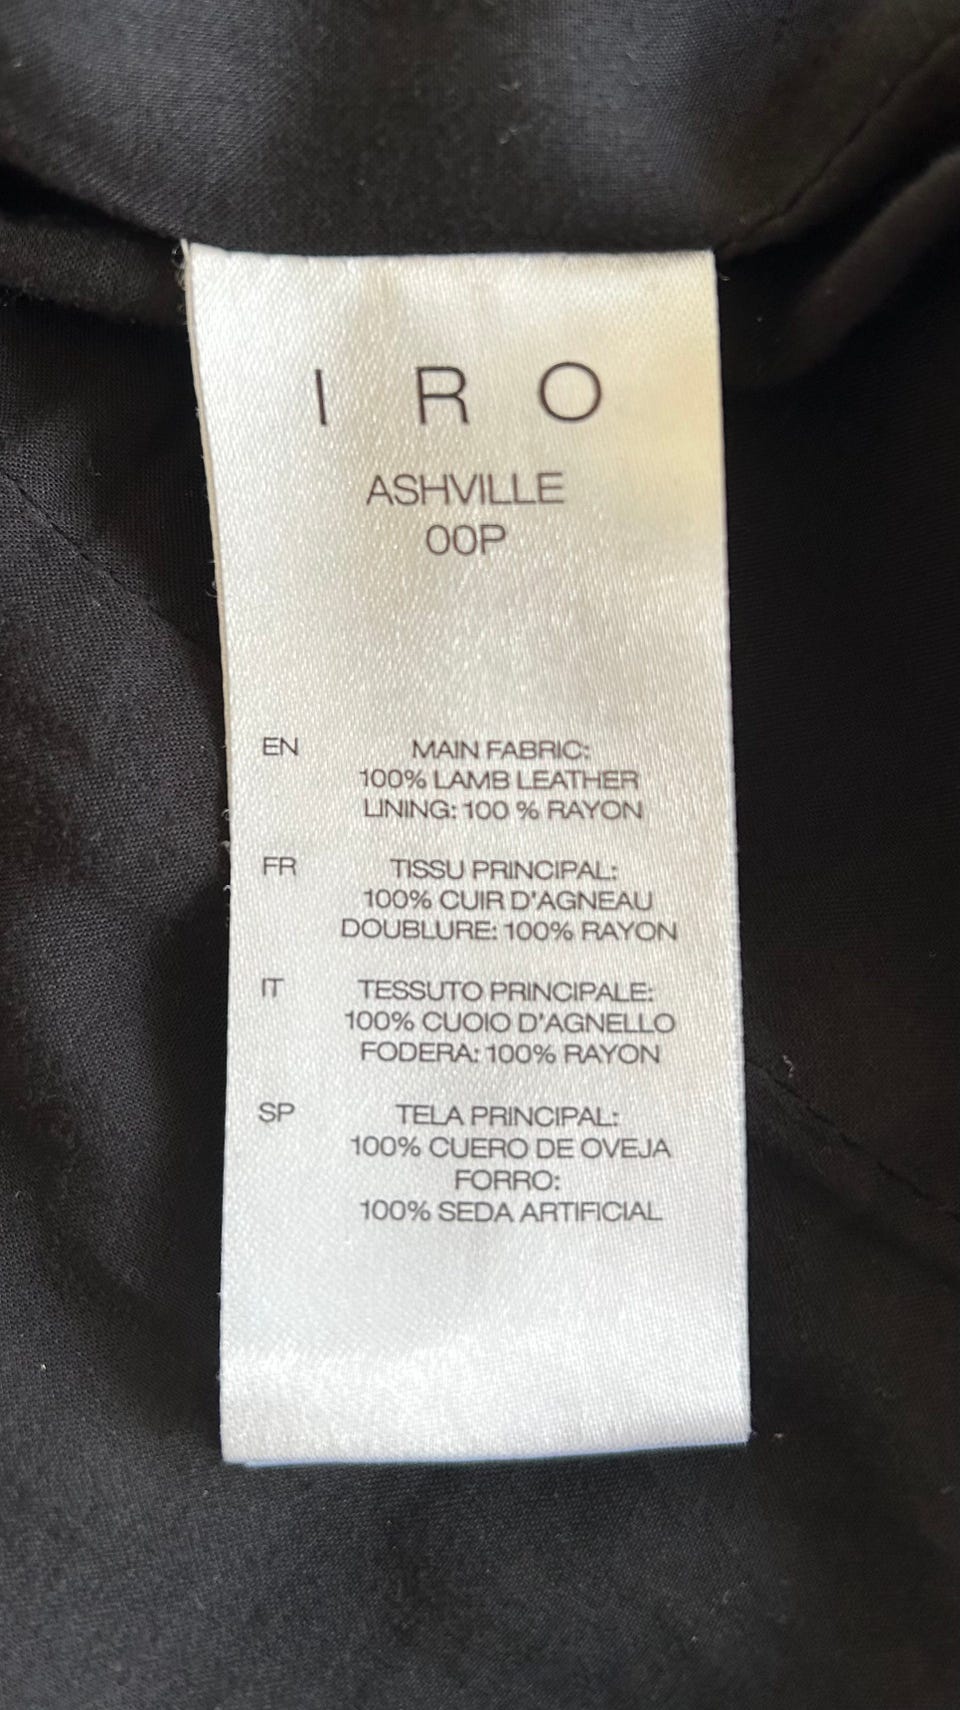 I R O
ASHVILLE
00P
EN
MAIN FABRIC:
100% LAMB LEATHER
LINING: 100 % RAYON
FR
TISSU PRINCIPAL:
100% CUIR D'AGNEAU
DOUBLURE: 100% RAYON
IT
TESSUTO PRINCIPALE:
100% CUOIO D'AGNELLO
FODERA: 100% RAYON
SP
TELA PRINCIPAL:
100% CUERO DE OVEJA
FORRO:
100% SEDA ARTIFICIAL